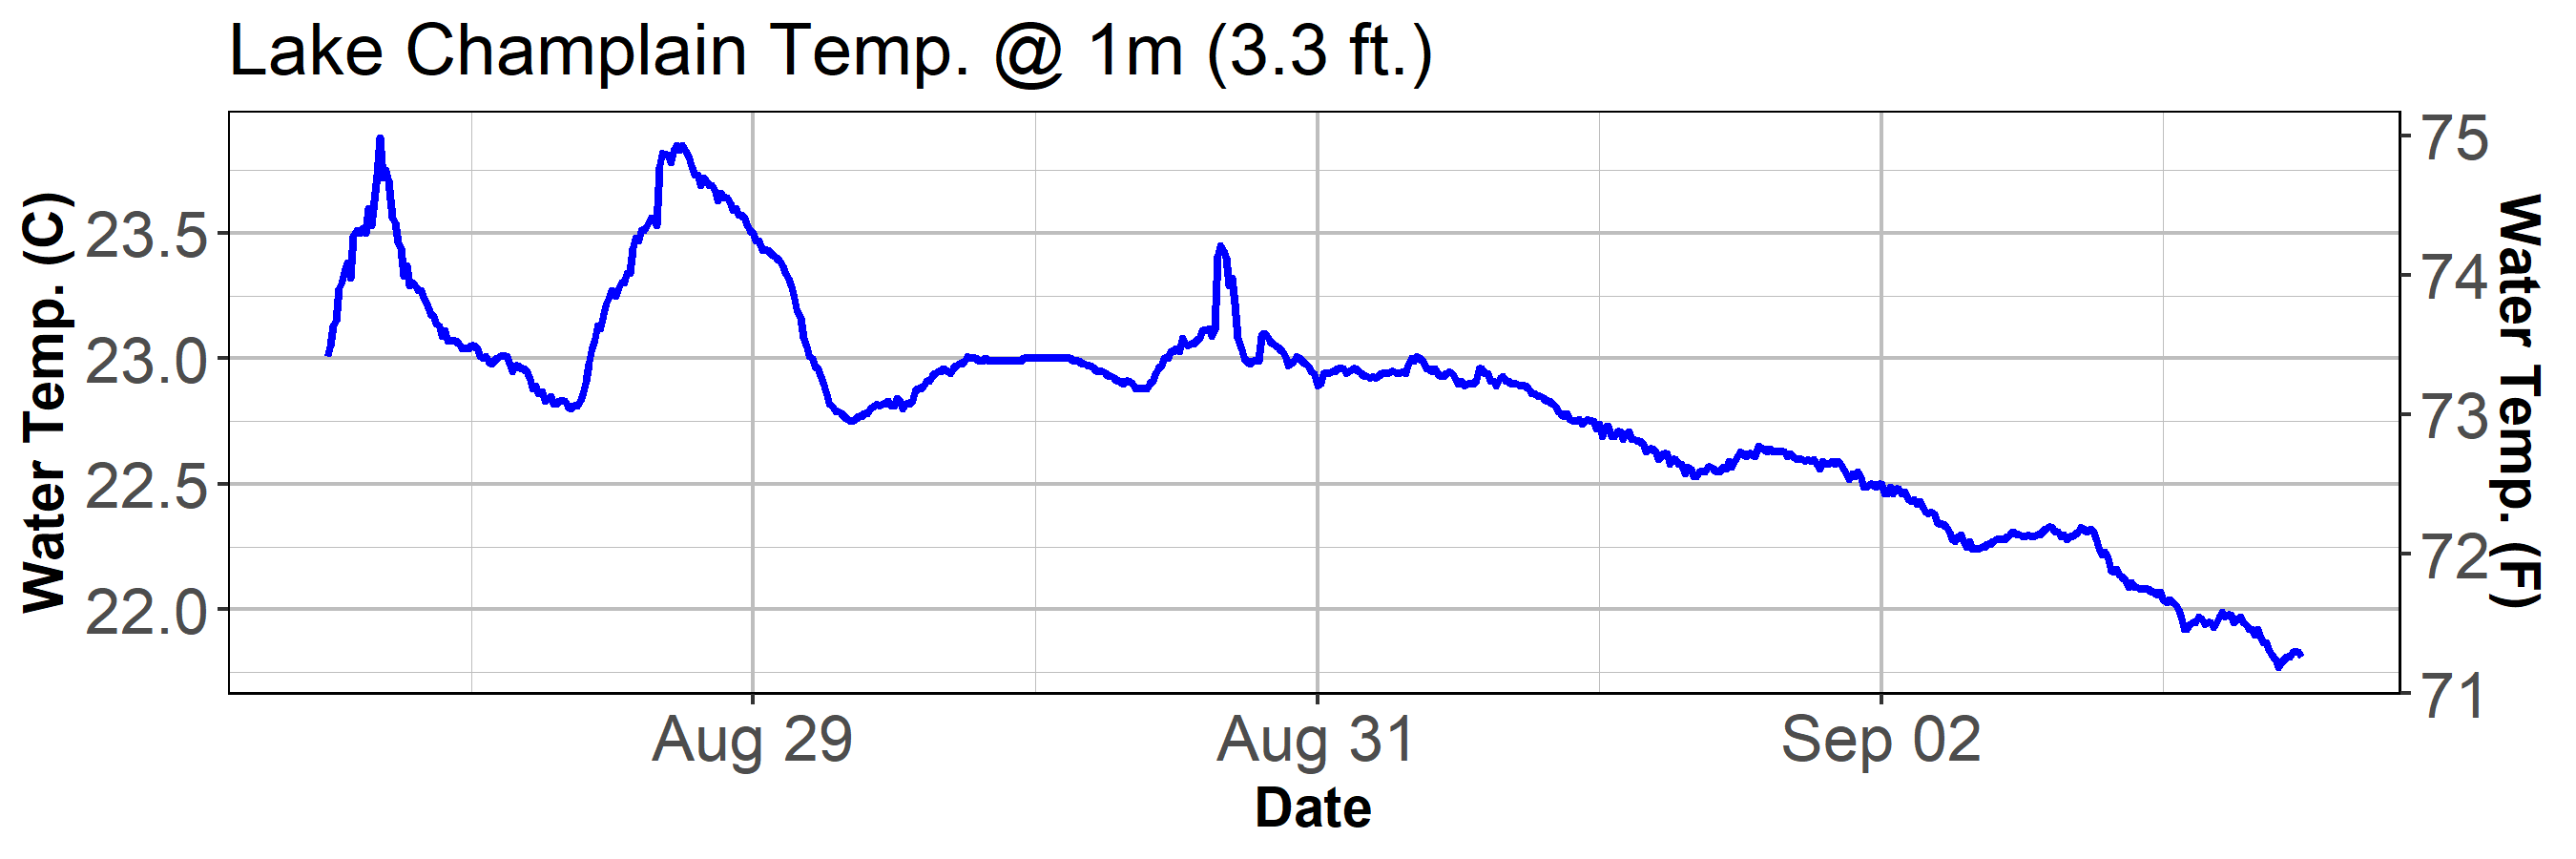 Lake Champlain Temp. @ 1m (3.3 ft.)
Water Temp. (C)
23.5
23.0
22.5
22.0
75
74
73
72
71
Water Temp. (F)
Aug 29
Aug 31
Sep 02
Date